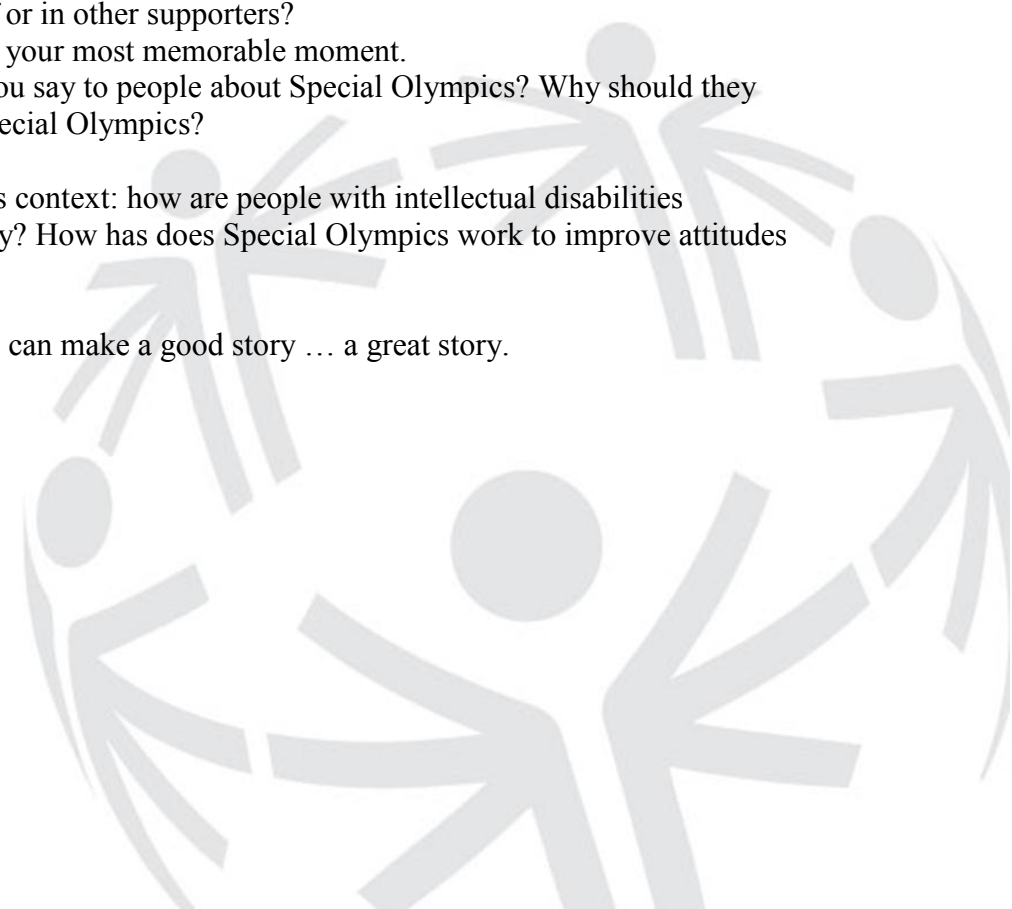 or in other supporters?
your most memorable moment.
ou say to people about Special Olympics? Why should they
ecial Olympics?
s context: how are people with intellectual disabilities
y? How has does Special Olympics work to improve attitudes
can make a good story … a great story.